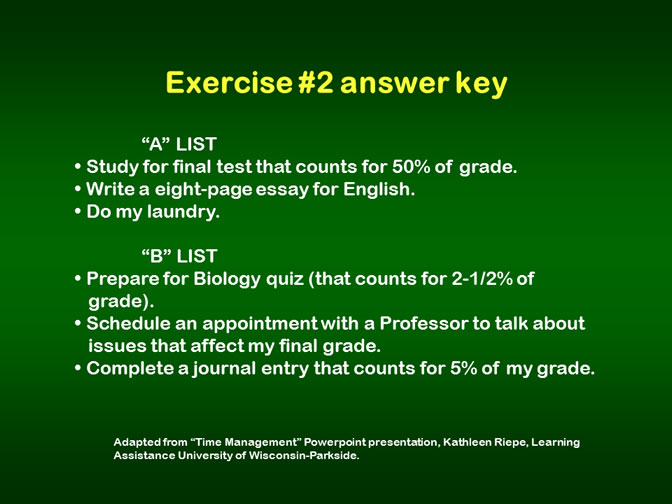 Exercise #2 answer key
“A” LIST
• Study for final test that counts for 50% of grade.
• Write a eight-page essay for English.
• Do my laundry.
“B” LIST
• Prepare for Biology quiz (that counts for 2-1/2% of
grade).
• Schedule an appointment with a Professor to talk about
issues that affect my final grade.
• Complete a journal entry that counts for 5% of my grade.
Adapted from “Time Management” Powerpoint presentation, Kathleen Riepe, Learning
Assistance University of Wisconsin-Parkside.